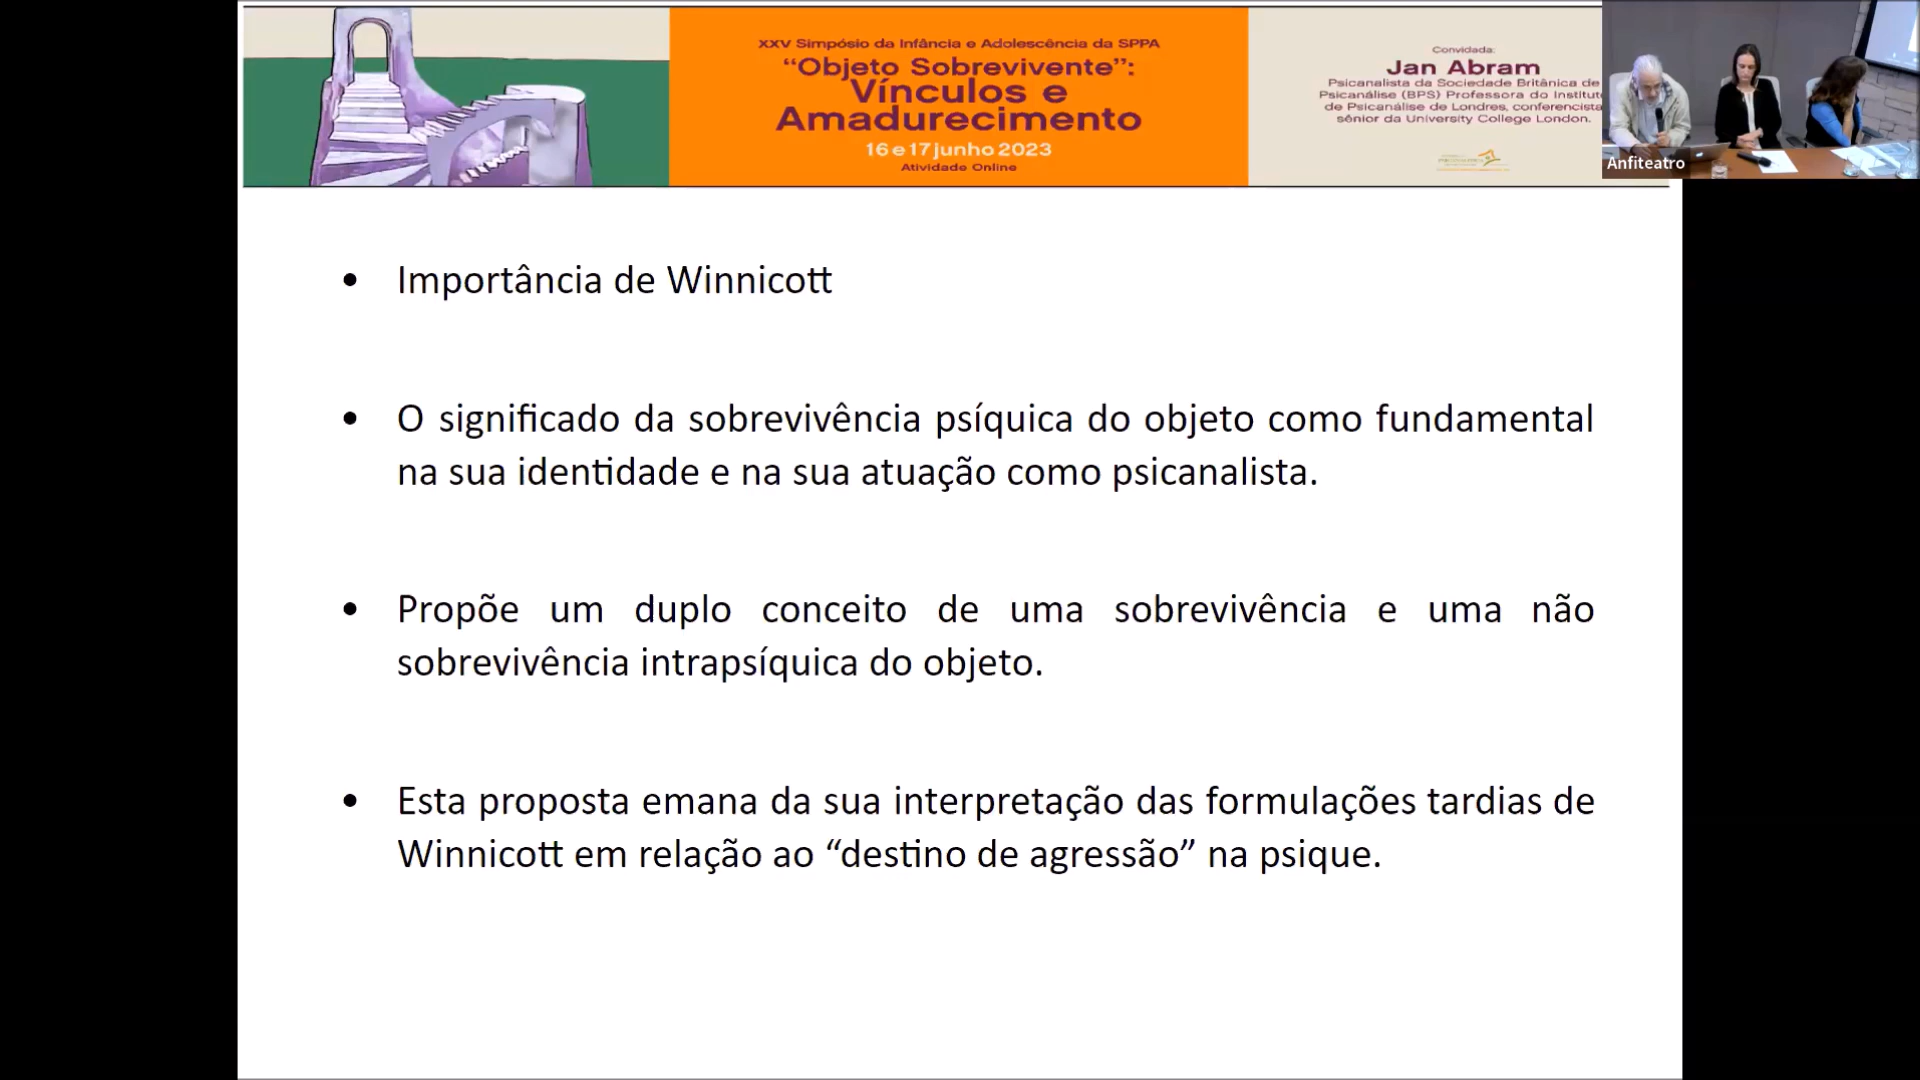 XXV Simpósio da Infância e Adolescência da SPPA
“Objeto Sobrevivente”:
Vínculos e
Amadurecimento
16 e 17 junho 2023
Atividade Online
Convidada:
Jan Abram
Psicanalista da Sociedade Britânica de
Psicanálise (BPS) Professora do Institut
de Psicanálise de Londres, conferencista
sênior da University College London.
Anfiteatro
• Importância de Winnicott
• O significado da sobrevivência psíquica do objeto como fundamental
na sua identidade e na sua atuação como psicanalista.
• Propõe um duplo conceito de uma sobrevivência e uma não
sobrevivência intrapsíquica do objeto.
• Esta proposta emana da sua interpretação das formulações tardias de
Winnicott em relação ao “destino de agressão” na psique.